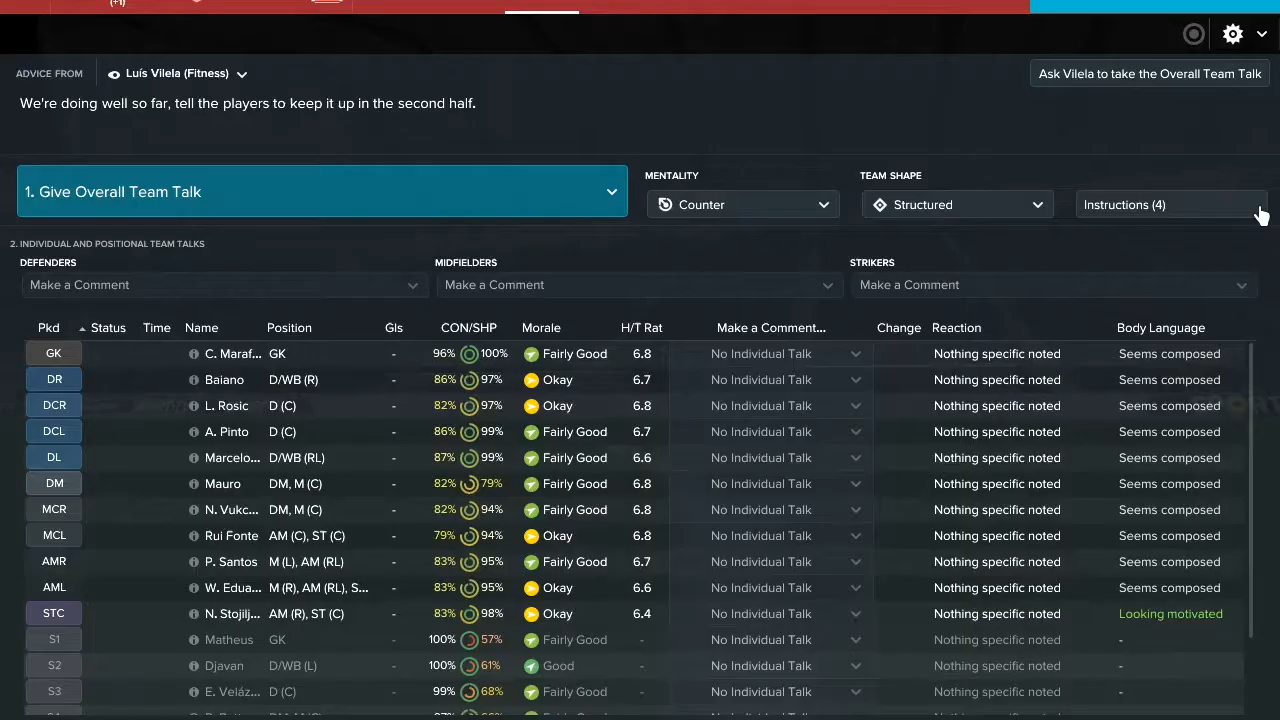 (+1)
ADVICE FROM Luís Vilela (Fitness) Ask Vilela to take the Overall Team Talk
We're doing well so far, tell the players to keep it up in the second half.
1. Give Overall Team Talk
MENTALITY TEAM SHAPE
Counter Structured Instructions (4)
2. INDIVIDUAL AND POSITIONAL TEAM TALKS
DEFENDERS MIDFIELDERS STRIKERS
Make a Comment Make a Comment Make a Comment
Pkd Status Time Name Position Gls CON/SHP Morale H/T Rat Make a Comment... Change Reaction Body Language
GK C. Maraf... GK - 96% 100% Fairly Good 6.8 No Individual Talk Nothing specific noted Seems composed
DR Baiano D/WB (R) - 86% 97% Okay 6.7 No Individual Talk Nothing specific noted Seems composed
DCR L. Rosic D (C) - 82% 97% Okay 6.8 No Individual Talk Nothing specific noted Seems composed
DCL A. Pinto D (C) - 86% 99% Fairly Good 6.7 No Individual Talk Nothing specific noted Seems composed
DL Marcelo... D/WB (RL) - 87% 99% Fairly Good 6.6 No Individual Talk Nothing specific noted Seems composed
DM Mauro DM, M (C) - 82% 79% Fairly Good 6.8 No Individual Talk Nothing specific noted Seems composed
MCR N. Vukc... DM, M (C) - 82% 94% Fairly Good 6.8 No Individual Talk Nothing specific noted Seems composed
MCL Rui Fonte AM (C), ST (C) - 79% 94% Okay 6.8 No Individual Talk Nothing specific noted Seems composed
AMR P. Santos M (L), AM (RL) - 83% 95% Fairly Good 6.7 No Individual Talk Nothing specific noted Seems composed
AML W. Edua... M (R), AM (RL), S... - 83% 95% Okay 6.6 No Individual Talk Nothing specific noted Seems composed
STC N. Stojilj... AM (R), ST (C) - 83% 98% Okay 6.4 No Individual Talk Nothing specific noted Looking motivated
S1 Matheus GK - 100% 57% Fairly Good - No Individual Talk Nothing specific noted -
S2 Djavan D/WB (L) - 100% 61% Good - No Individual Talk Nothing specific noted -
S3 E. Veláz... D (C) - 99% 68% Fairly Good - No Individual Talk Nothing specific noted -